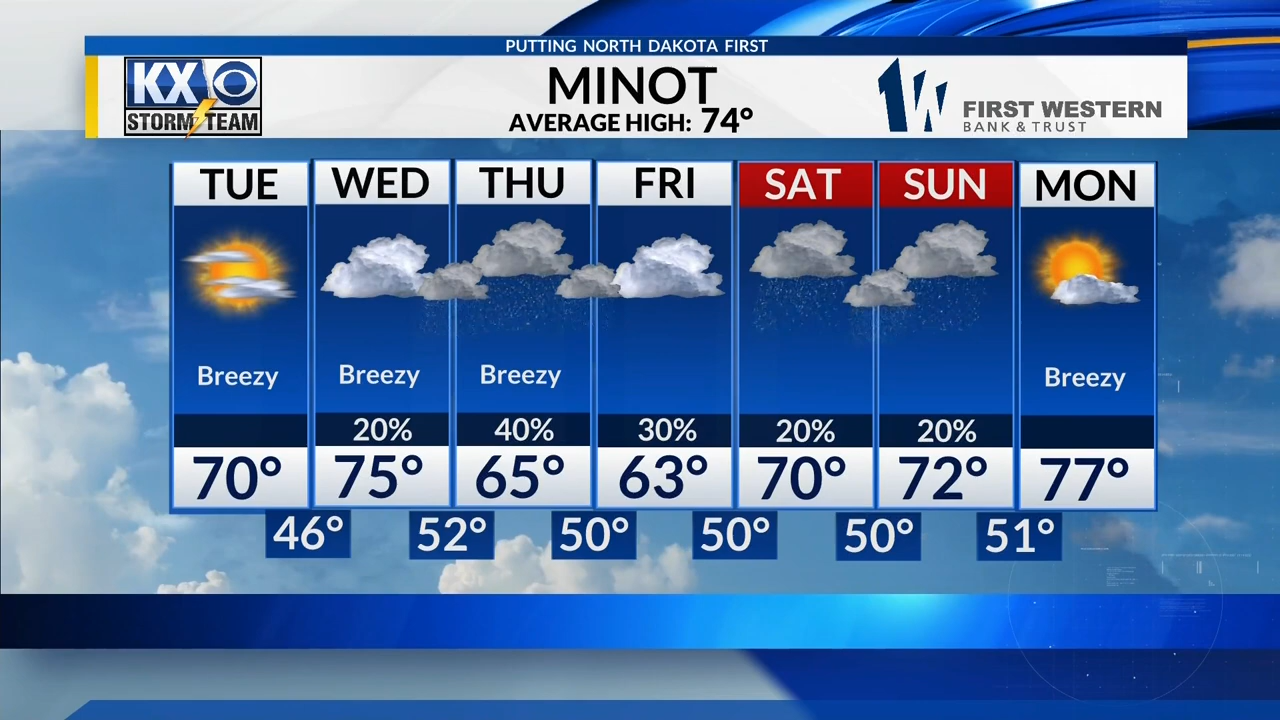 PUTTING NORTH DAKOTA FIRST
KX
STORM TEAM
MINOT
AVERAGE HIGH: 74°
FIRST WESTERN
BANK & TRUST
TUE WED THU FRI SAT SUN MON
Breezy Breezy Breezy Breezy
20% 40% 30% 20% 20%
70° 75° 65° 63° 70° 72° 77°
46° 52° 50° 50° 50° 51°